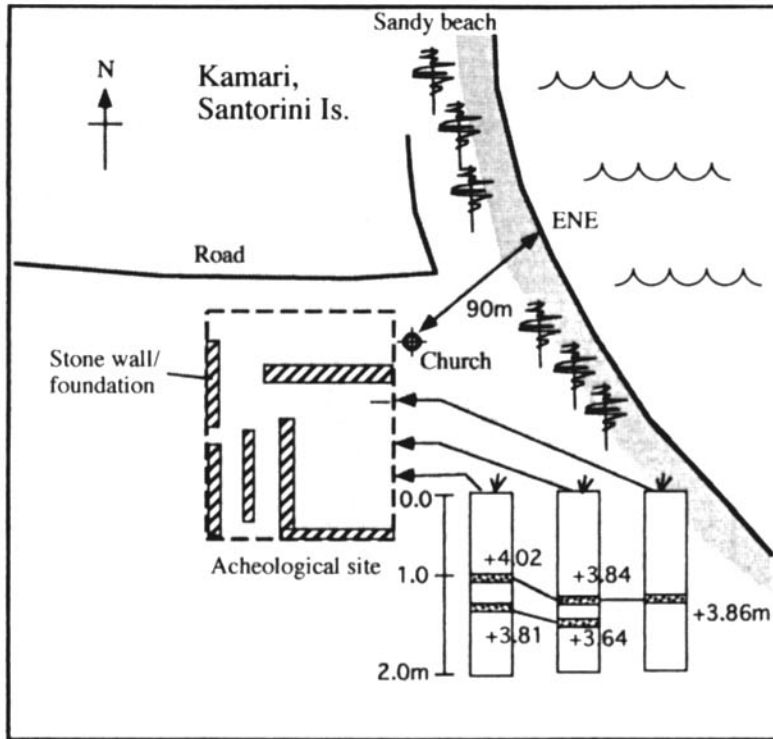 Sandy beach
N
Kamari,
Santorini Is.
ENE
Road
90m
Stone wall/
foundation
Church
0.0
+4.02
+3.84
Acheological site
1.0
+3.86m
+3.81
+3.64
2.0m